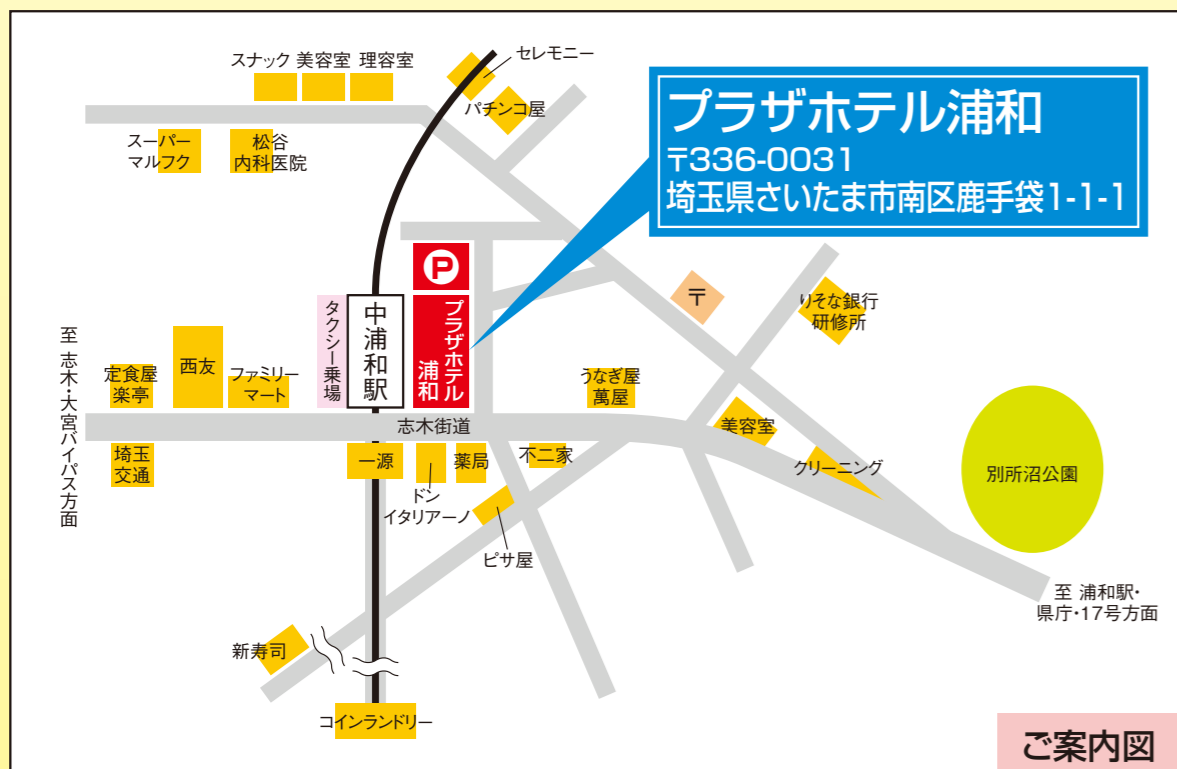 スナック
美容室
理容室
セレモニー
パチンコ屋
スーパー
マルフク
松谷
内科医院
プラザホテル浦和
〒336-0031
埼玉県さいたま市南区鹿手袋1-1-1
P
プラザホテル
浦和
中浦和駅
タクシー乗場
〒
りそな銀行
研修所
至 志木・大宮バイパス方面
定食屋
楽亭
西友
ファミリー
マート
うなぎ屋
萬屋
志木街道
美容室
埼玉
交通
一源
ドン
イタリアーノ
薬局
不二家
クリーニング
別所沼公園
ピサ屋
至 浦和駅・
県庁・17号方面
新寿司
コインランドリー
ご案内図